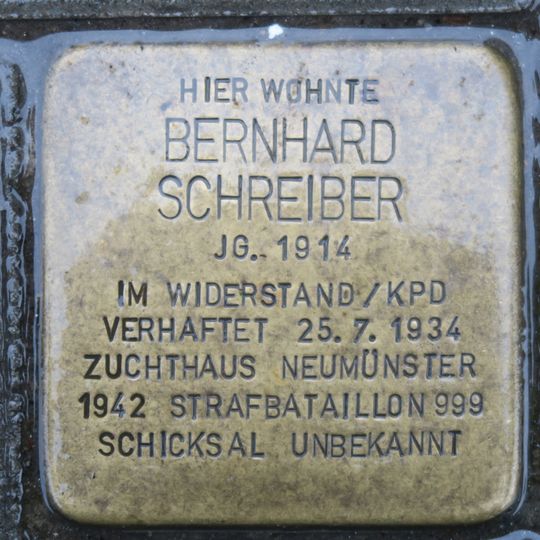 HIER WOHNTE
BERNHARD
SCHREIBER
JG. 1914
IM WIDERSTAND / KPD
VERHAFTET 25.7.1934
ZUCHTHAUS NEUMÜNSTER
1942 STRAFBATAILLON 999
SCHICKSAL UNBEKANNT